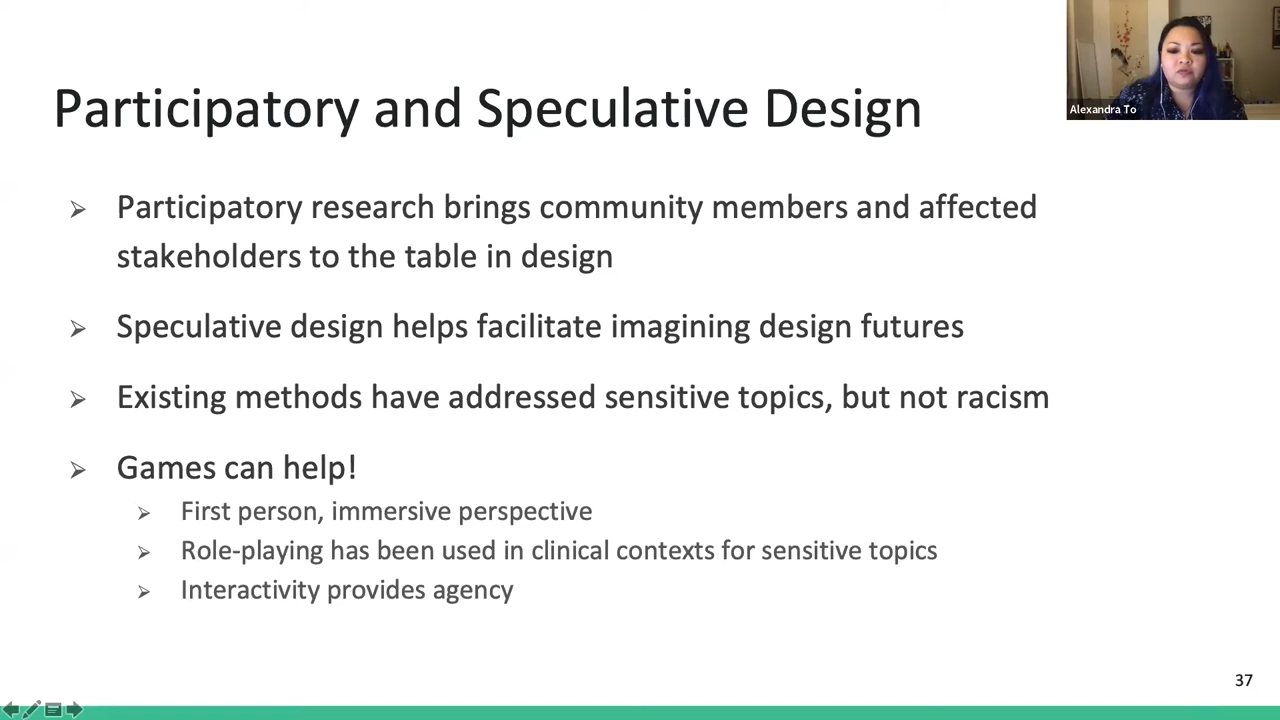 Participatory and Speculative Design
Alexandra To
Participatory research brings community members and affected
stakeholders to the table in design
Speculative design helps facilitate imagining design futures
Existing methods have addressed sensitive topics, but not racism
Games can help!
First person, immersive perspective
Role-playing has been used in clinical contexts for sensitive topics
Interactivity provides agency
37